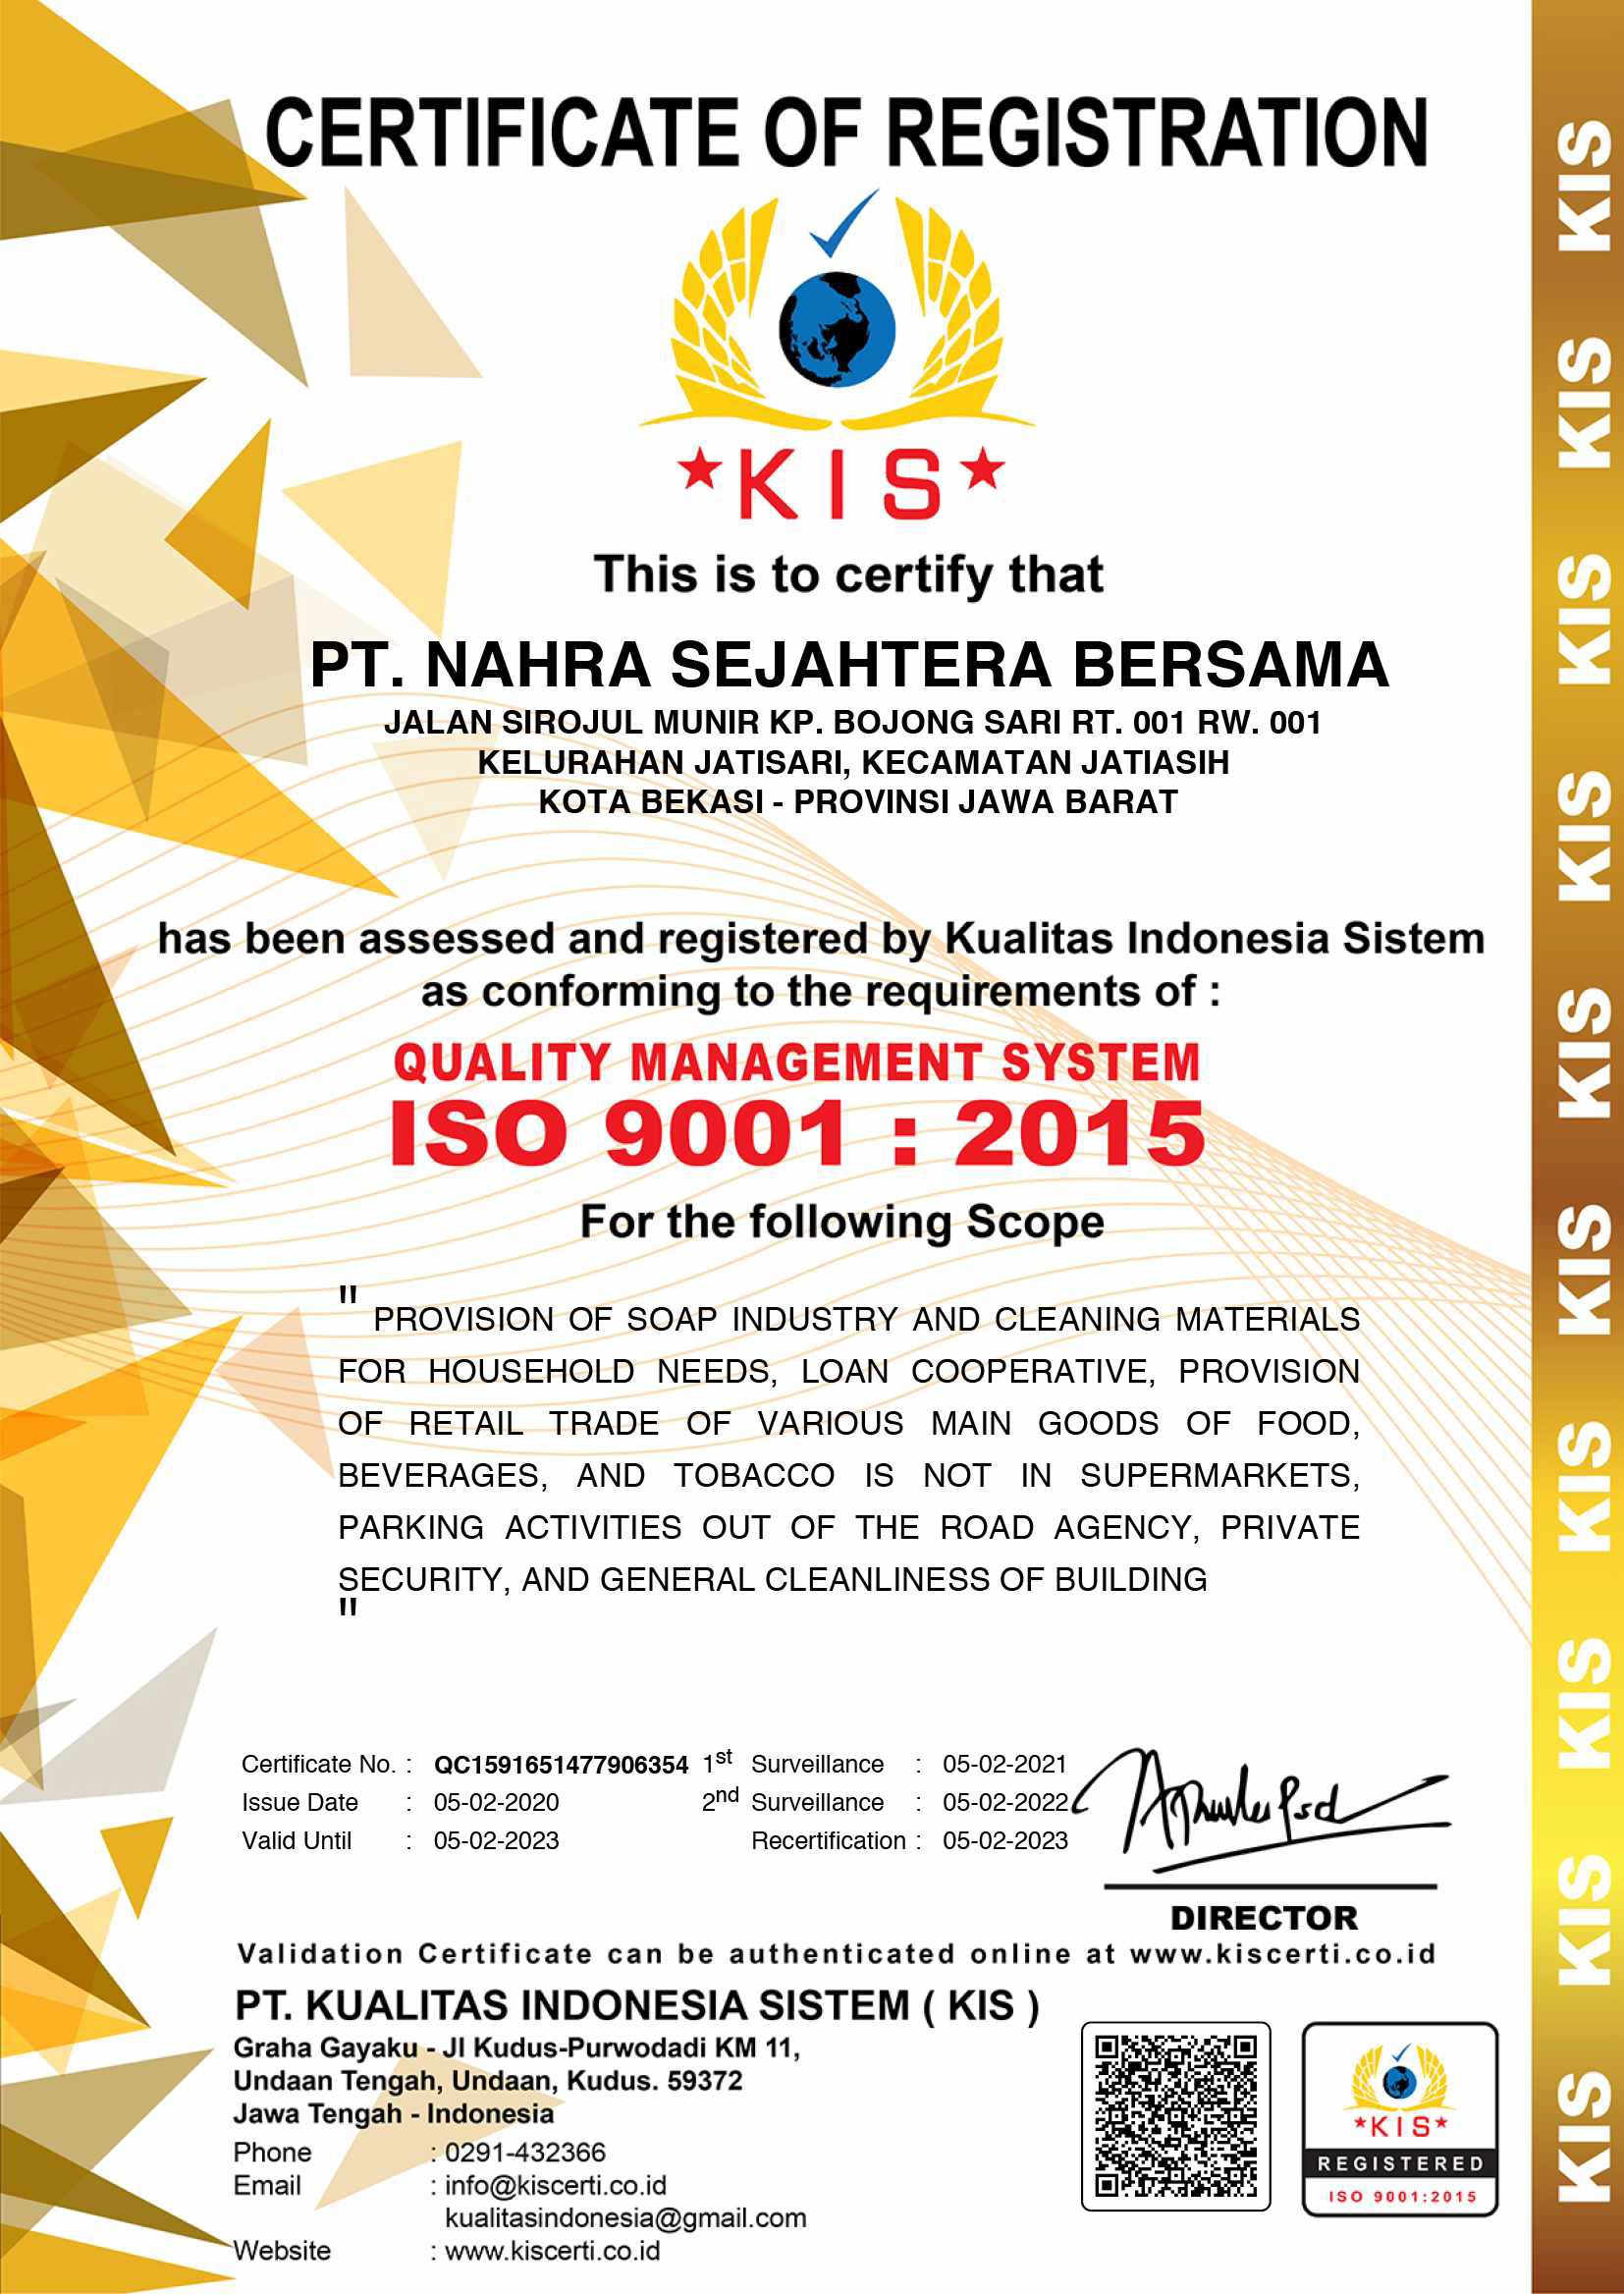 CERTIFICATE OF REGISTRATION
KIS
This is to certify that
PT. NAHRA SEJAHTERA BERSAMA
JALAN SIROJUL MUNIR KP. BOJONG SARI RT. 001 RW. 001
KELURAHAN JATISARI, KECAMATAN JATIASIH
KOTA BEKASI - PROVINSI JAWA BARAT
has been assessed and registered by Kualitas Indonesia Sistem
as conforming to the requirements of :
QUALITY MANAGEMENT SYSTEM
ISO 9001 : 2015
For the following Scope
" PROVISION OF SOAP INDUSTRY AND CLEANING MATERIALS
FOR HOUSEHOLD NEEDS, LOAN COOPERATIVE, PROVISION
OF RETAIL TRADE OF VARIOUS MAIN GOODS OF FOOD,
BEVERAGES, AND TOBACCO IS NOT IN SUPERMARKETS,
PARKING ACTIVITIES OUT OF THE ROAD AGENCY, PRIVATE
SECURITY, AND GENERAL CLEANLINESS OF BUILDING
"
Certificate No. : QC1591651477906354 1st Surveillance : 05-02-2021
Issue Date : 05-02-2020 2nd Surveillance : 05-02-2022
Valid Until : 05-02-2023 Recertification : 05-02-2023
DIRECTOR
Validation Certificate can be authenticated online at www.kiscerti.co.id
PT. KUALITAS INDONESIA SISTEM ( KIS )
Graha Gayaku - Jl Kudus-Purwodadi KM 11,
Undaan Tengah, Undaan, Kudus. 59372
Jawa Tengah - Indonesia
Phone : 0291-432366
Email : info@kiscerti.co.id
kualitasindonesia@gmail.com
Website : www.kiscerti.co.id
KIS
REGISTERED
ISO 9001:2015
KIS
KIS
KIS
KIS
KIS
KIS
KIS
KIS
KIS
KIS